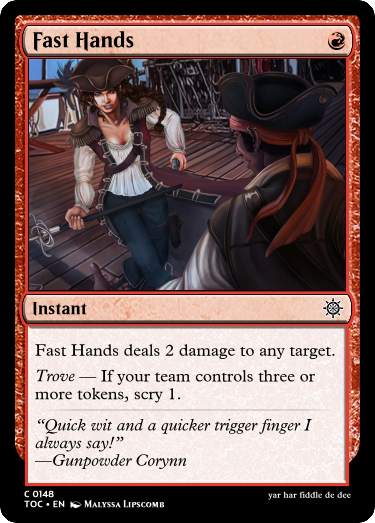 Fast Hands
Instant
Fast Hands deals 2 damage to any target.
Trove — If your team controls three or
more tokens, scry 1.
“Quick wit and a quicker trigger finger I
always say!”
—Gunpowder Corynn
C 0148
TOC • EN Malyssa Lipscomb
yar har fiddle de dee